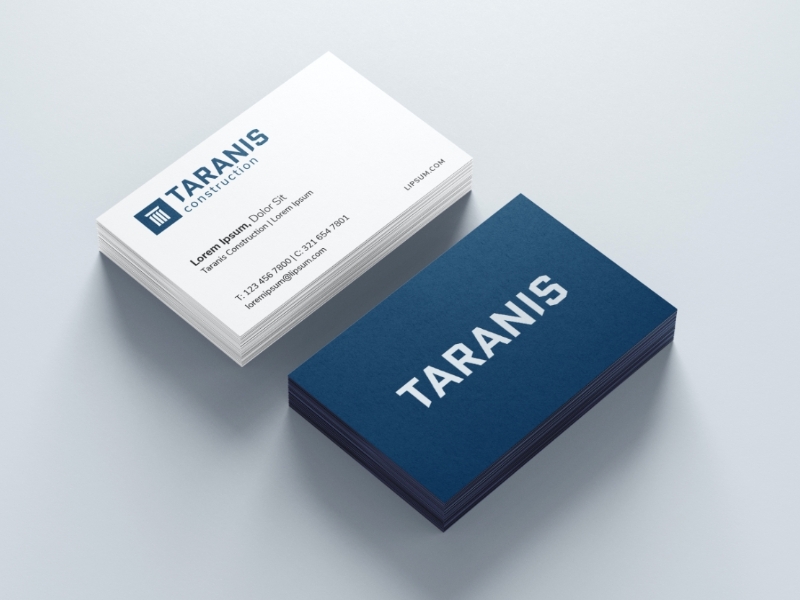 TARANIS
construction
Lorem Ipsum, Dolor Sit
Taranis Construction | Lorem Ipsum
T: 123 456 7800 | C: 321 654 7801
loremipsum@lipsum.com
LIPSUM.COM
TARANIS